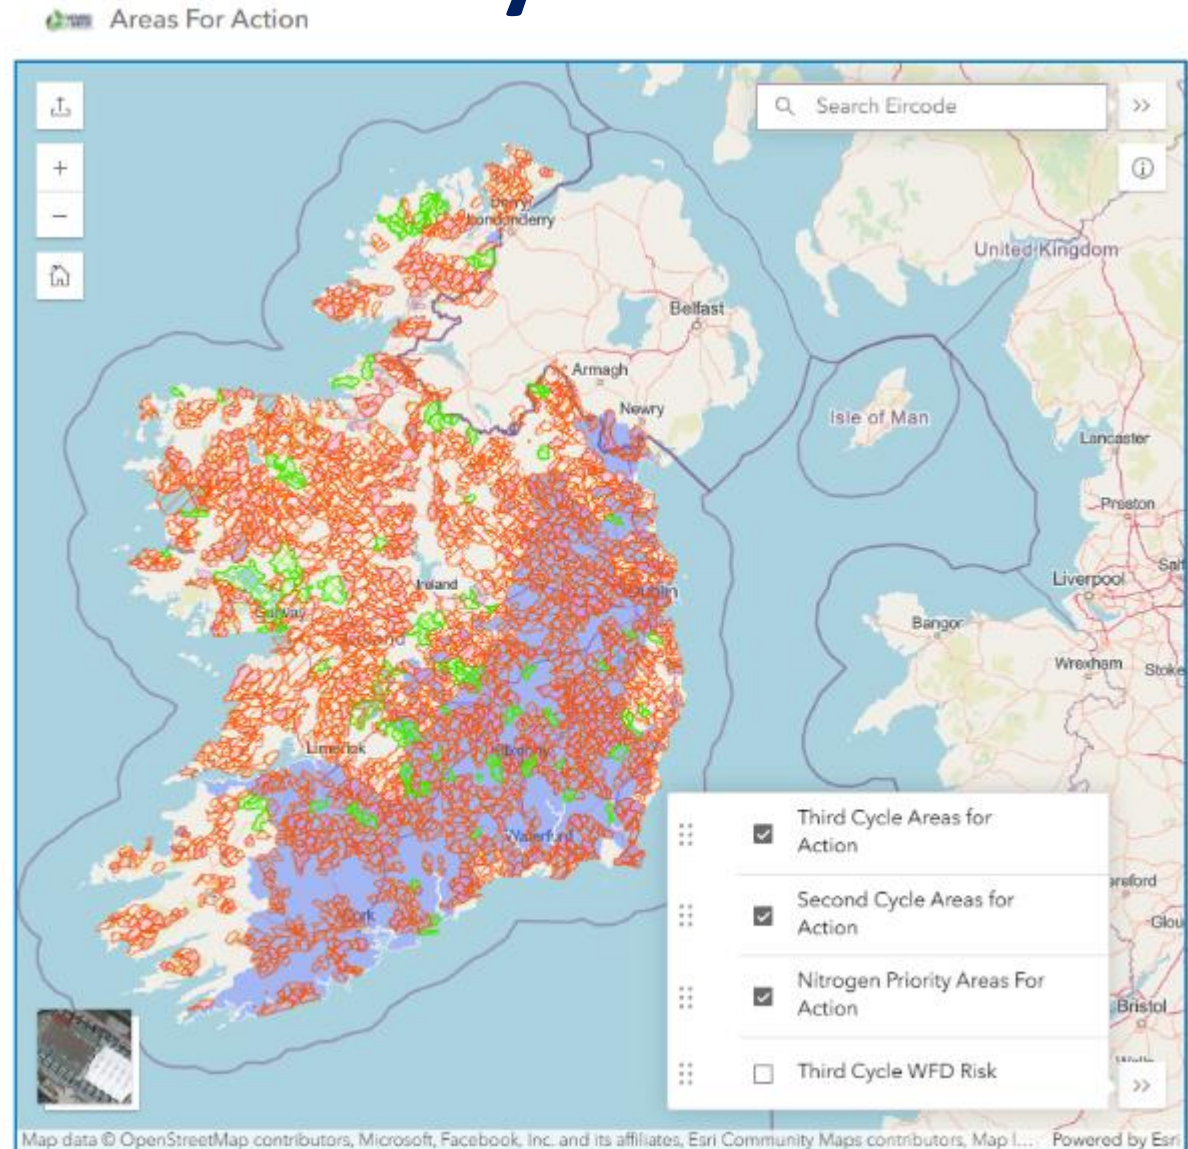 Areas For Action
Search Eircode
Derry/
Londonderry
United Kingdom
Belfast
Armagh
Newry
Isle of Man
Lancaster
Preston
Ireland
Liverpool
Dublin
Galway
Bangor
Wrexham
Stoke
Limerick
Kilkenny
Waterford
Third Cycle Areas for
Action
Second Cycle Areas for
Action
Cork
Nitrogen Priority Areas For
Action
Bristol
Third Cycle WFD Risk
Map data © OpenStreetMap contributors, Microsoft, Facebook, Inc. and its affiliates, Esri Community Maps contributors, Map l... Powered by Esri